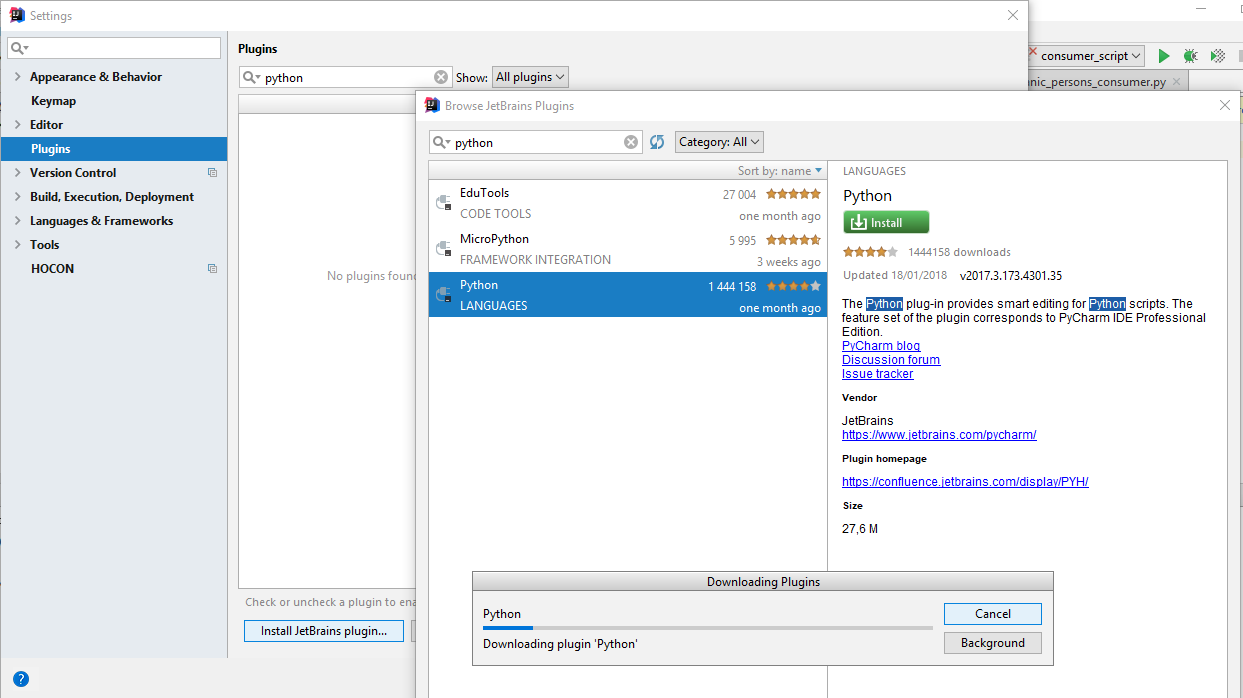 Settings
Appearance & Behavior
Keymap
Editor
Plugins
Version Control
Build, Execution, Deployment
Languages & Frameworks
Tools
HOCON
Plugins
python
Show: All plugins
No plugins foun
Check or uncheck a plugin to ena
Install JetBrains plugin...
?
consumer_script
nic_persons_consumer.py
Browse JetBrains Plugins
python
Category: All
Sort by: name
EduTools 27 004
CODE TOOLS one month ago
MicroPython 5 995
FRAMEWORK INTEGRATION 3 weeks ago
Python 1 444 158
LANGUAGES one month ago
LANGUAGES
Python
Install
1444158 downloads
Updated 18/01/2018 v2017.3.173.4301.35
The Python plug-in provides smart editing for Python scripts. The
feature set of the plugin corresponds to PyCharm IDE Professional
Edition.
PyCharm blog
Discussion forum
Issue tracker
Vendor
JetBrains
https://www.jetbrains.com/pycharm/
Plugin homepage
https://confluence.jetbrains.com/display/PYH/
Size
27,6 M
Downloading Plugins
Python
Downloading plugin 'Python'
Cancel
Background